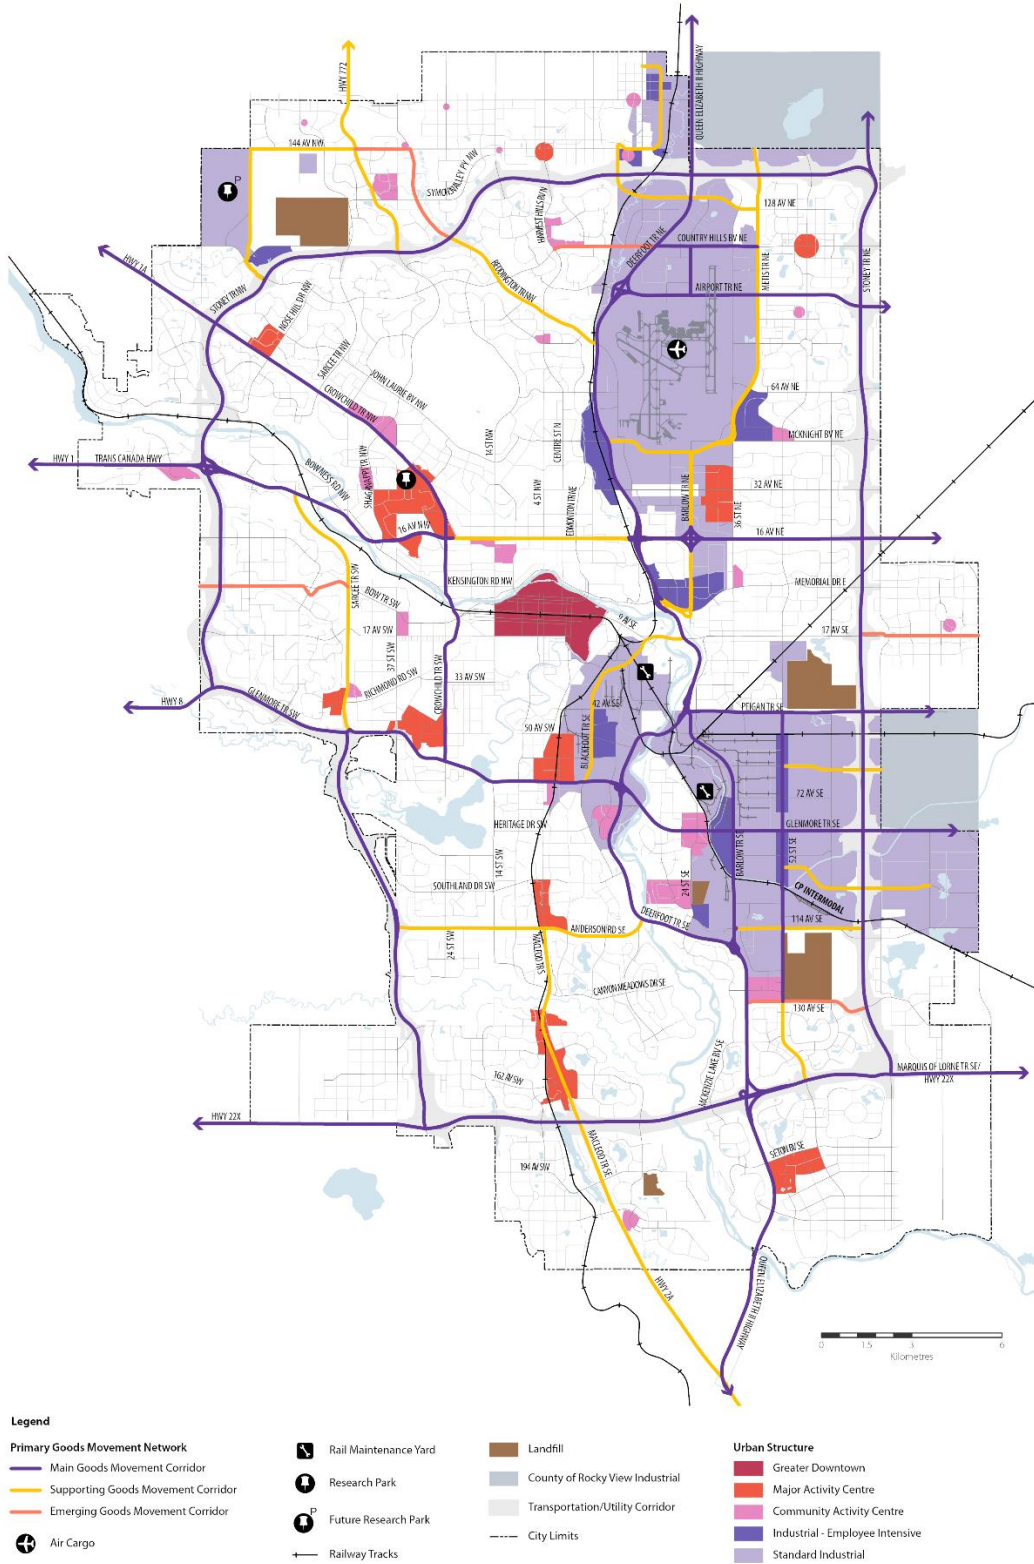 HWY 772
QUEEN ELIZABETH II HIGHWAY
144 AV NW
P
SYMONS VALLEY PY NW
HARVEST HILLS BV N
128 AV NE
COUNTRY HILLS BV NE
DEERFOOT TR NE
METIS TR NE
STONEY TR NE
HWY 1A
BEDDINGTON TR NW
AIRPORT TR NE
STONEY TR NW
NOSE HILL DR NW
SARCEE TR NW
JOHN LAURIE BV NW
CROWCHILD TR NW
64 AV NE
14 ST NW
CENTRE ST N
MCKNIGHT BV NE
HWY 1
TRANS CANADA HWY
BOWNESS RD NW
SHAGANAPPI TR NW
4 ST NW
EDMONTON TR NE
BARLOW TR NE
36 ST NE
32 AV NE
16 AV NW
16 AV NE
KENSINGTON RD NW
MEMORIAL DR E
SARCEE TR SW
BOW TR SW
17 AV SW
9 AV SE
17 AV SE
37 ST SW
RICHMOND RD SW
CROWCHILD TR SW
33 AV SW
HWY 8
GLENMORE TR SW
42 AV SE
PEIGAN TR SE
50 AV SW
BLACKFOOT TR SE
72 AV SE
HERITAGE DR SW
GLENMORE TR SE
BARLOW TR SE
52 ST SE
14 ST SW
SOUTHLAND DR SW
24 ST SE
CP INTERMODAL
DEERFOOT TR SE
114 AV SE
24 ST SW
MACLEOD TR S
ANDERSON RD SE
CANYON MEADOWS DR SE
130 AV SE
MARQUIS OF LORNE TR SE/
HWY 22X
162 AV SW
MCKENZIE LAKE BV SE
HWY 22X
MACLEOD TR SE
SETON BV SE
194 AV SW
HWY 2A
QUEEN ELIZABETH II HIGHWAY
0 1.5 3 6
Kilometres
Legend
Primary Goods Movement Network
Main Goods Movement Corridor
Supporting Goods Movement Corridor
Emerging Goods Movement Corridor
Air Cargo
Rail Maintenance Yard
Research Park
P
Future Research Park
Railway Tracks
Landfill
County of Rocky View Industrial
Transportation/Utility Corridor
City Limits
Urban Structure
Greater Downtown
Major Activity Centre
Community Activity Centre
Industrial - Employee Intensive
Standard Industrial